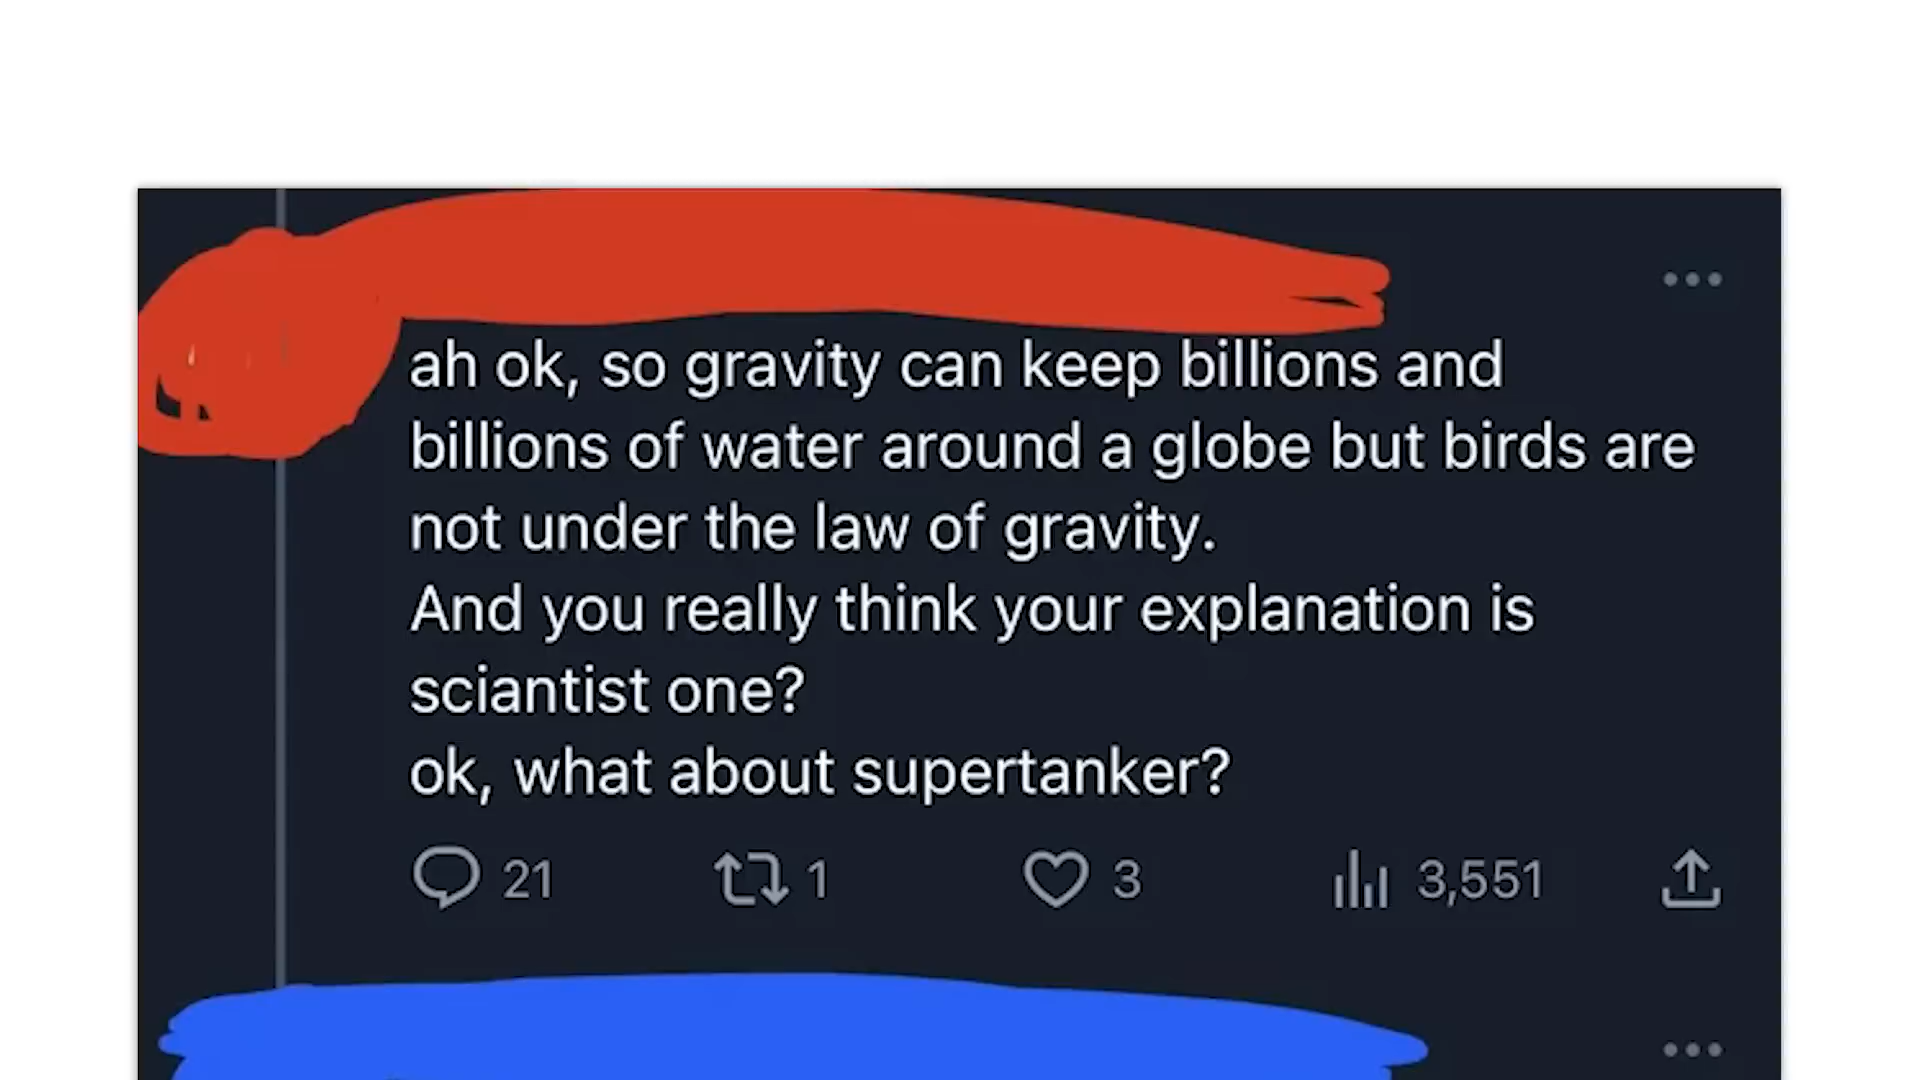 ah ok, so gravity can keep billions and
billions of water around a globe but birds are
not under the law of gravity.
And you really think your explanation is
sciantist one?
ok, what about supertanker?
21 1 3 3,551